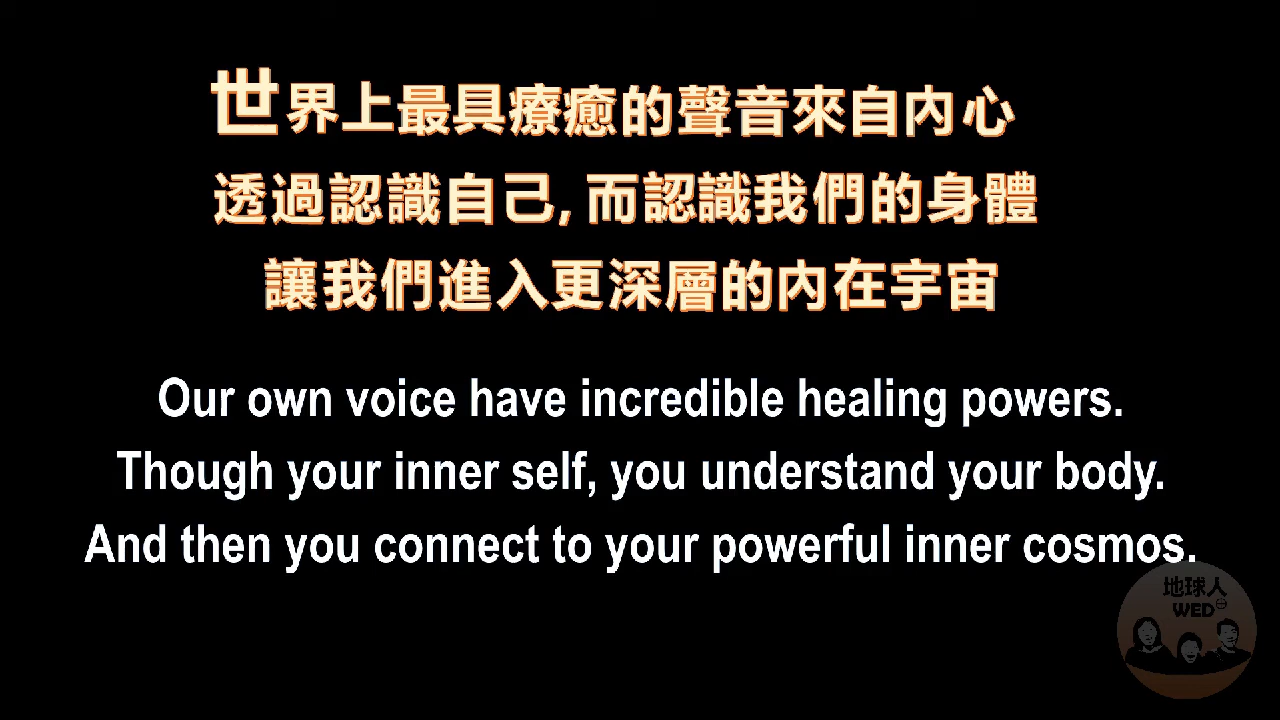 世界上最具療癒的聲音來自內心
透過認識自己, 而認識我們的身體
讓我們進入更深層的內在宇宙
Our own voice have incredible healing powers.
Though your inner self, you understand your body.
And then you connect to your powerful inner cosmos.
地球人
WED